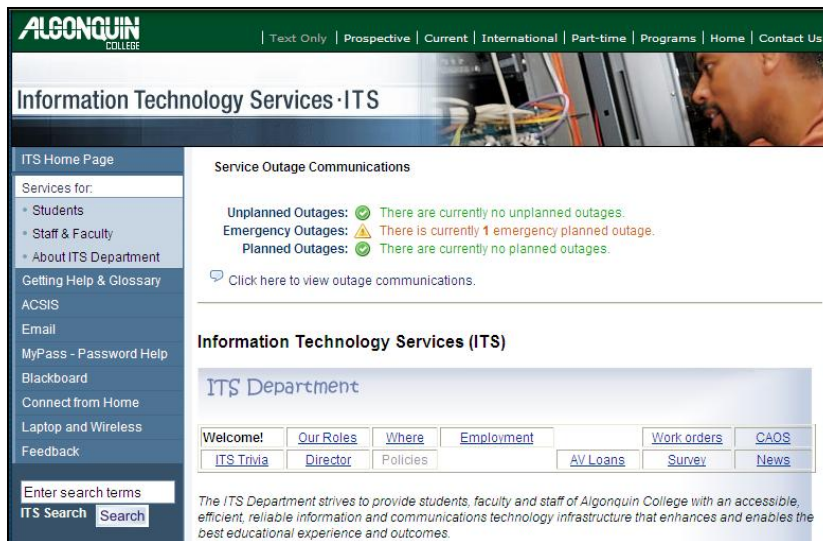 ALGONQUIN
COLLEGE
| Text Only | Prospective | Current | International | Part-time | Programs | Home | Contact Us
Information Technology Services·ITS
ITS Home Page
Services for:
• Students
• Staff & Faculty
• About ITS Department
Getting Help & Glossary
ACSIS
Email
MyPass - Password Help
Blackboard
Connect from Home
Laptop and Wireless
Feedback
Enter search terms
ITS Search Search
Service Outage Communications
Unplanned Outages: There are currently no unplanned outages.
Emergency Outages: There is currently 1 emergency planned outage.
Planned Outages: There are currently no planned outages.
Click here to view outage communications.
Information Technology Services (ITS)
ITS Department
Welcome! Our Roles Where Employment Work orders CAOS
ITS Trivia Director Policies AV Loans Survey News
The ITS Department strives to provide students, faculty and staff of Algonquin College with an accessible,
efficient, reliable information and communications technology infrastructure that enhances and enables the
best educational experience and outcomes.